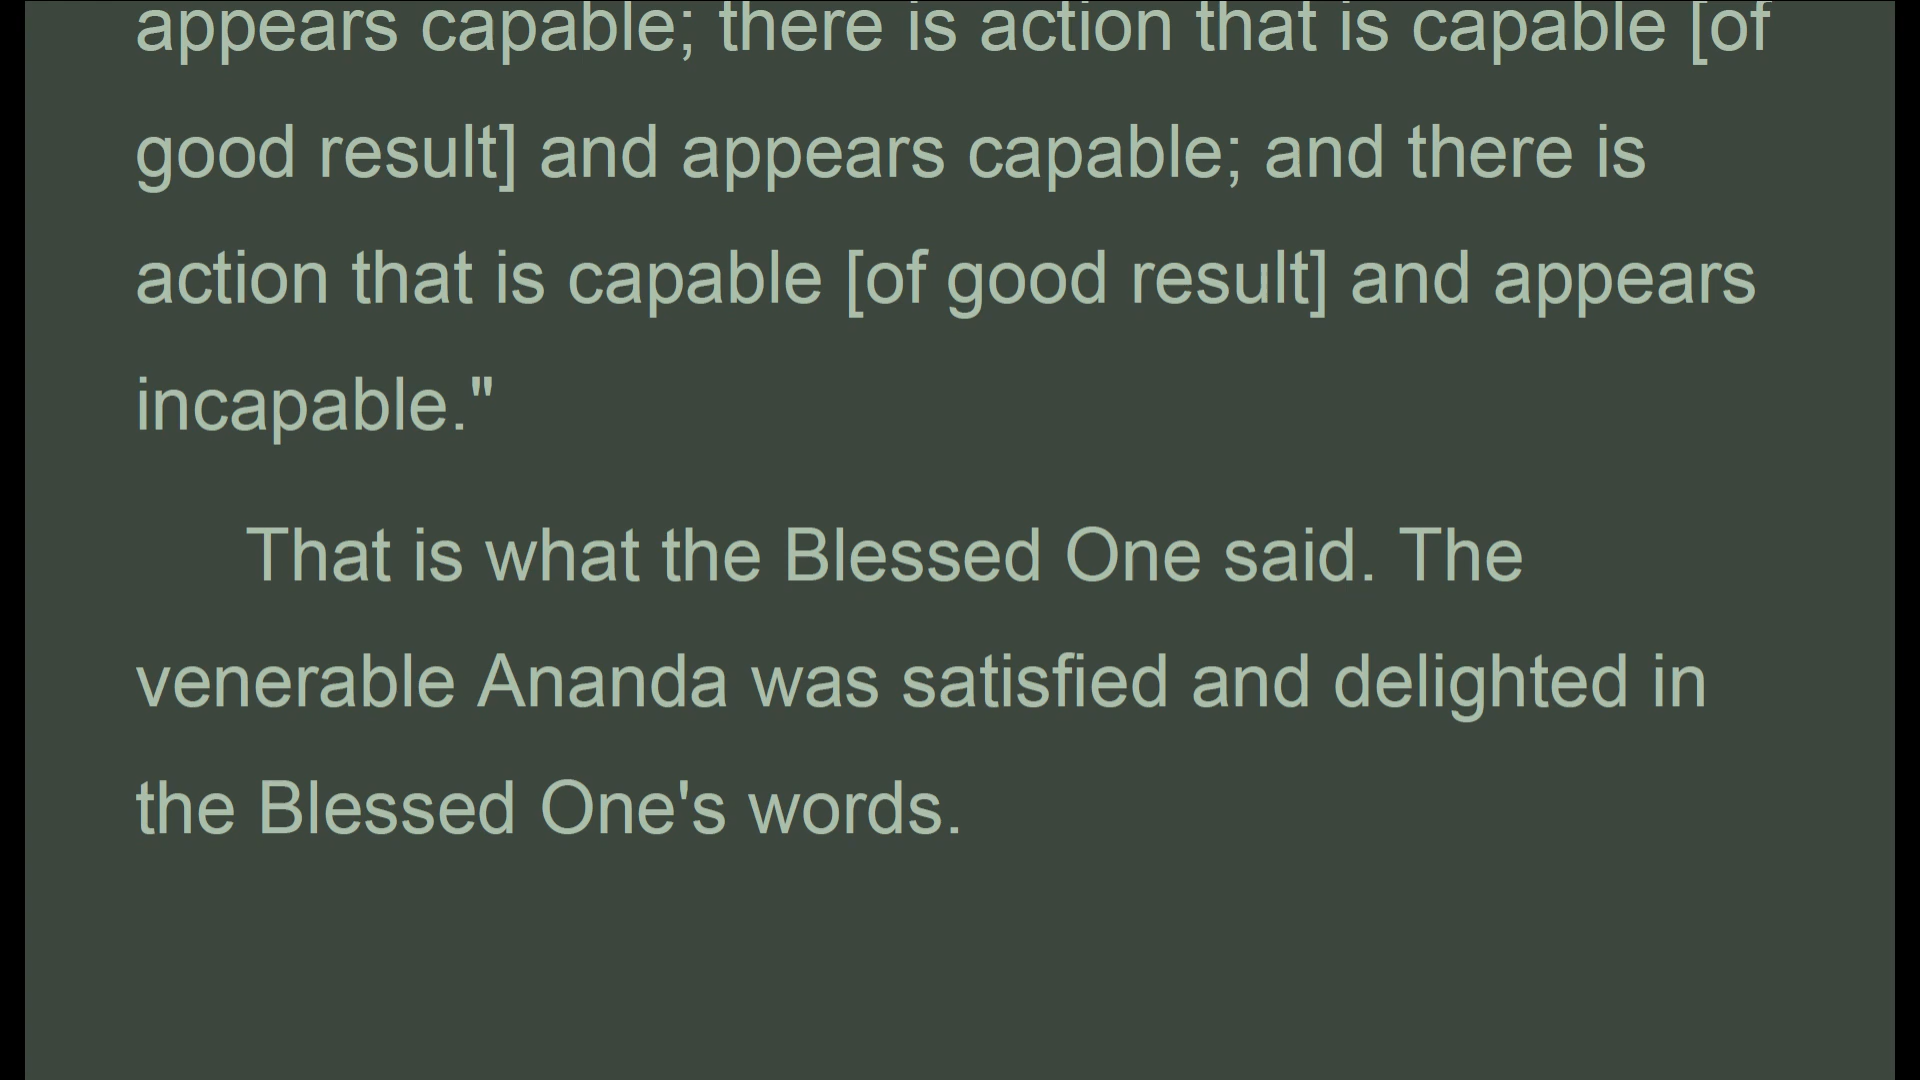 appears capable; there is action that is capable [of
good result] and appears capable; and there is
action that is capable [of good result] and appears
incapable."
That is what the Blessed One said. The
venerable Ananda was satisfied and delighted in
the Blessed One's words.